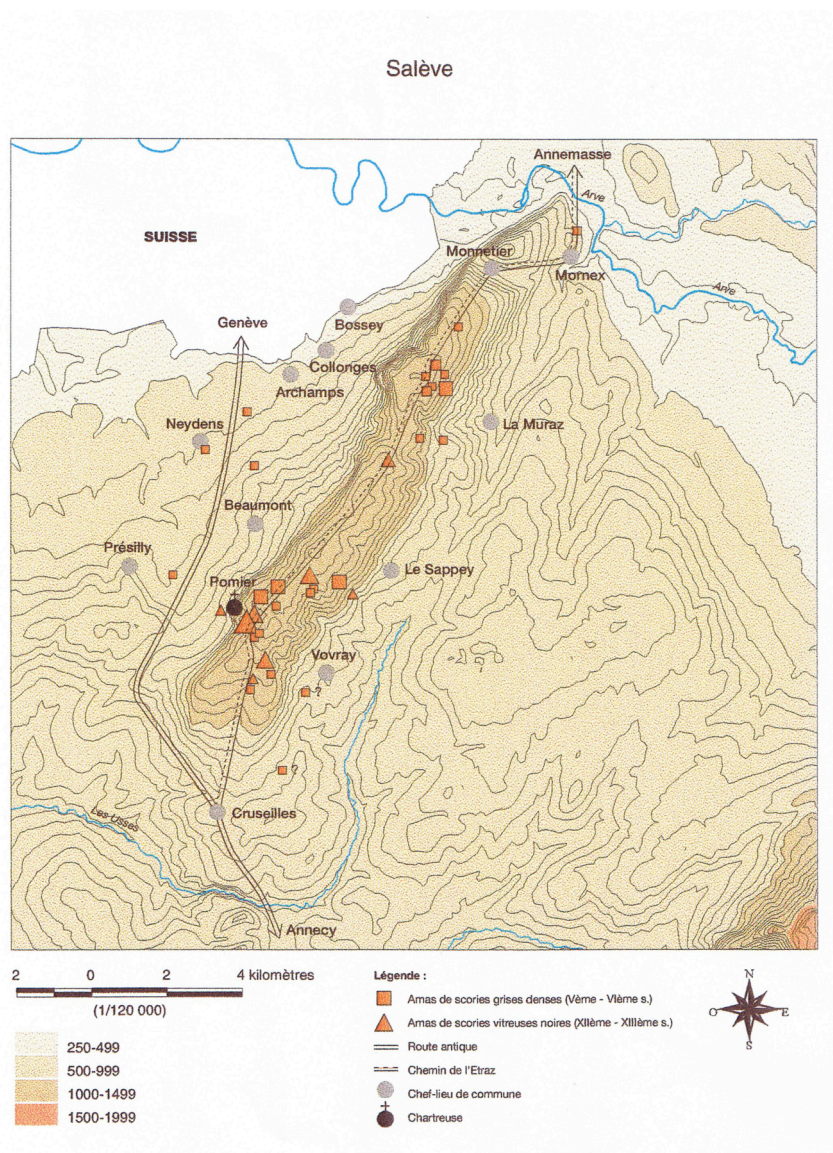 Salève
Annemasse
Arve
SUISSE
Monnetier
Mornex
Arve
Bossey
Genève
Collonges
Archamps
Neydens
La Muraz
Beaumont
Présilly
Pomier
Le Sappey
Vovray
?
?
Cruseilles
Les Usses
Annecy
2 0 2 4 kilomètres
(1/120 000)
250-499
500-999
1000-1499
1500-1999
Légende :
Amas de scories grises denses (Vème - VIème s.)
Amas de scories vitreuses noires (XIIème - XIIIème s.)
Route antique
Chemin de l'Etraz
Chef-lieu de commune
Chartreuse
N
O E
S